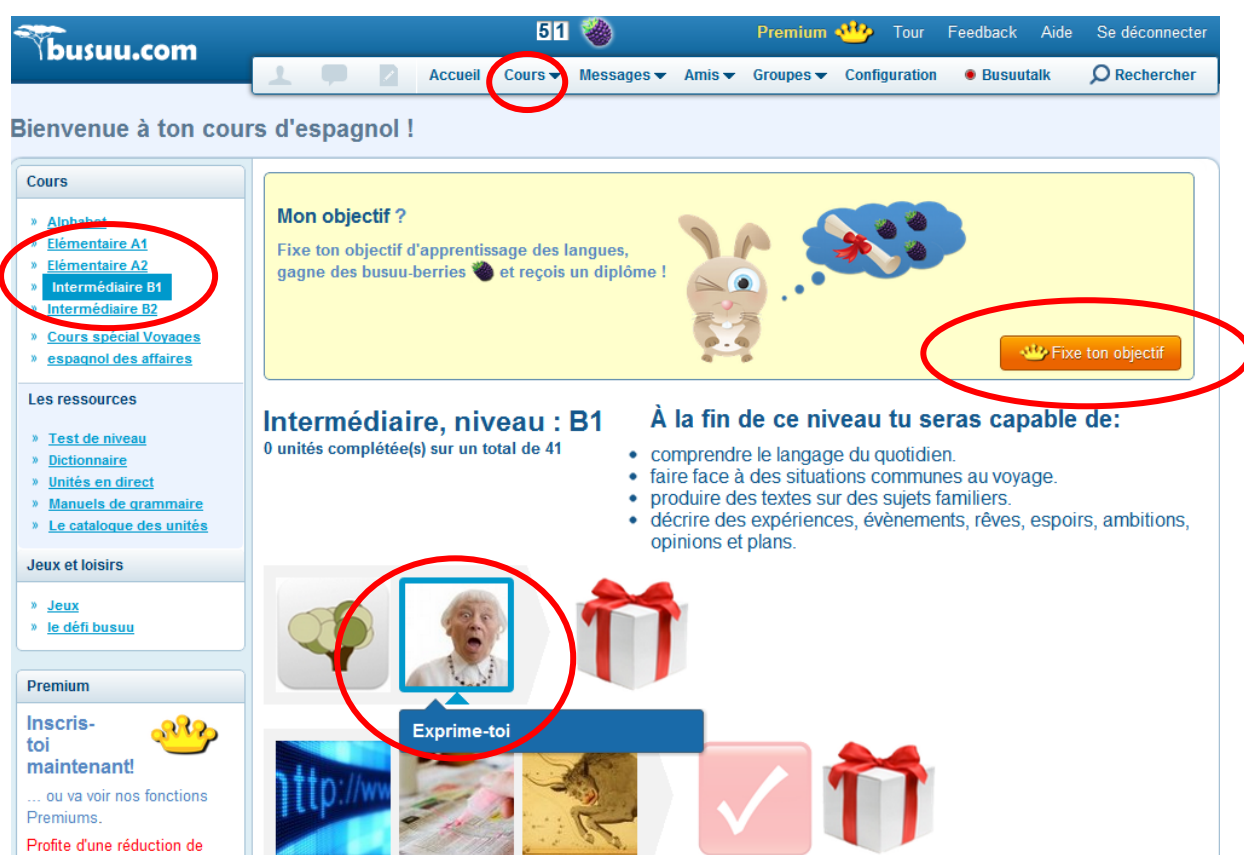 busuu.com
51
Premium Tour Feedback Aide Se déconnecter
Accueil Cours Messages Amis Groupes Configuration Busuutalk Rechercher
Bienvenue à ton cours d'espagnol !
Cours
» Alphabet
» Elémentaire A1
» Elémentaire A2
» Intermédiaire B1
» Intermédiaire B2
» Cours spécial Voyages
» espagnol des affaires
Les ressources
» Test de niveau
» Dictionnaire
» Unités en direct
» Manuels de grammaire
» Le catalogue des unités
Jeux et loisirs
» Jeux
» le défi busuu
Premium
Inscris-
toi
maintenant!
... ou va voir nos fonctions
Premiums.
Profite d'une réduction de
Mon objectif ?
Fixe ton objectif d'apprentissage des langues,
gagne des busuu-berries et reçois un diplôme !
Fixe ton objectif
Intermédiaire, niveau : B1
0 unités complétée(s) sur un total de 41
À la fin de ce niveau tu seras capable de:
• comprendre le langage du quotidien.
• faire face à des situations communes au voyage.
• produire des textes sur des sujets familiers.
• décrire des expériences, évènements, rêves, espoirs, ambitions,
opinions et plans.
Exprime-toi
http://ww